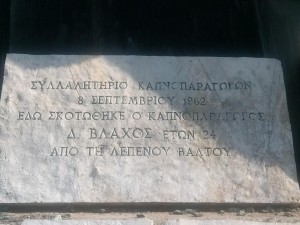 ΣΥΛΛΑΛΗΤΗΡΙΟ ΚΑΠΝΟΠΑΡΑΓΩΓΩΝ
8 ΣΕΠΤΕΜΒΡΙΟΥ 1962
ΕΔΩ ΣΚΟΤΩΘΗΚΕ Ο ΚΑΠΝΟΠΑΡΑΓΩΓΟΣ
Δ. ΒΛΑΧΟΣ ΕΤΩΝ 24
ΑΠΟ ΤΗ ΛΕΠΕΝΟΥ ΒΑΛΤΟΥ